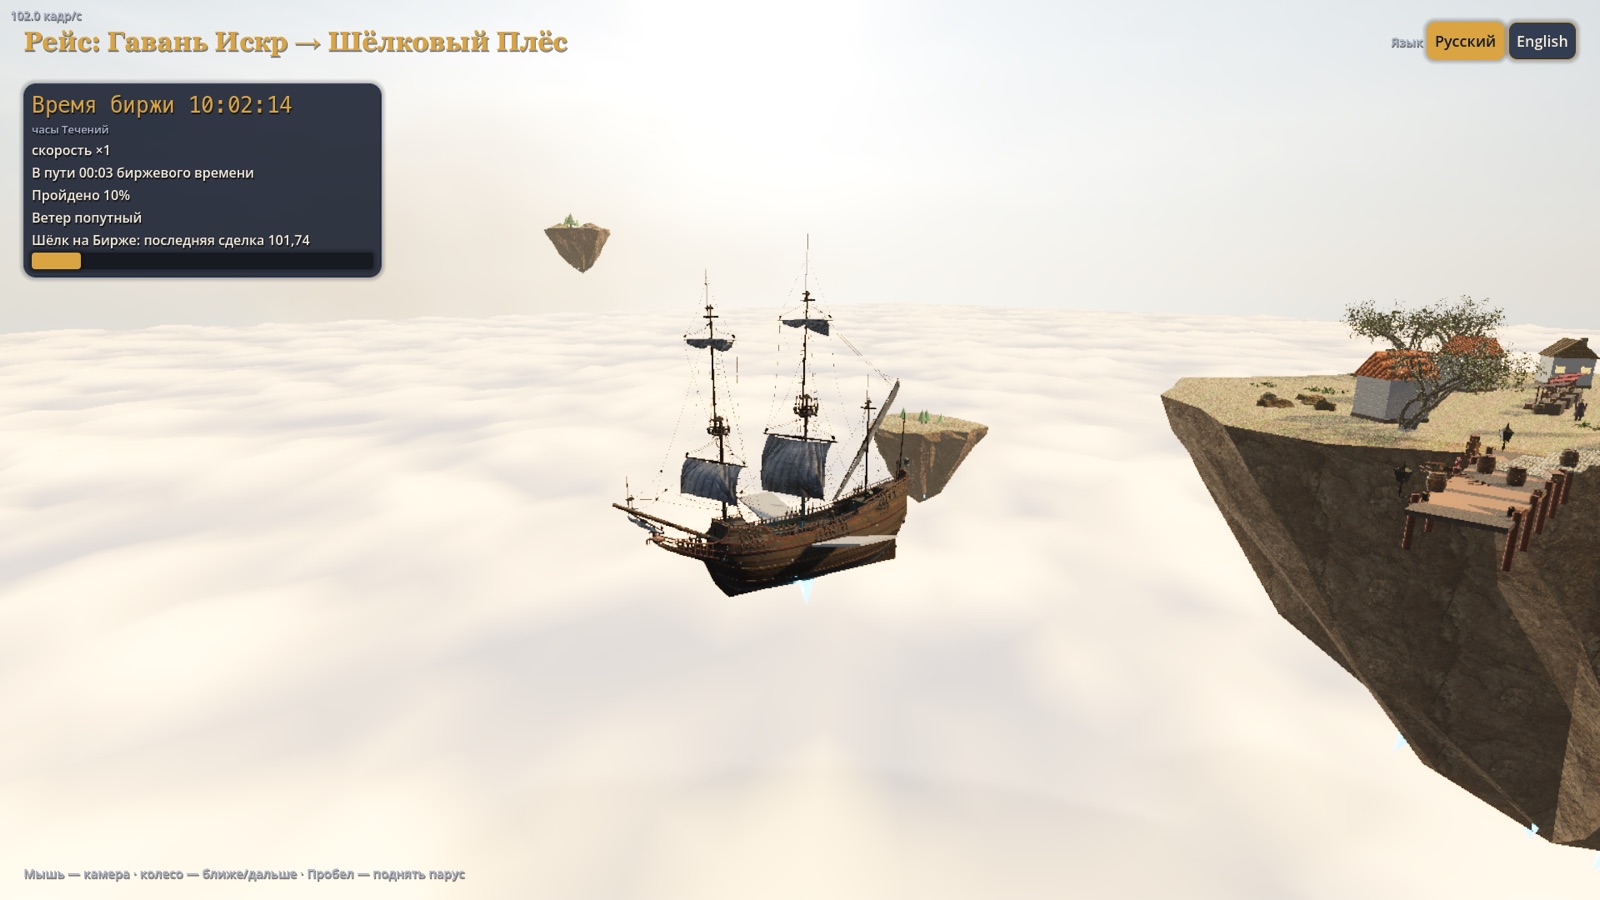 102.0 кадр/с
Рейс: Гавань Искр → Шёлковый Плёс
Язык Русский English
Время биржи 10:02:14
часы Течений
скорость ×1
В пути 00:03 биржевого времени
Пройдено 10%
Ветер попутный
Шёлк на Бирже: последняя сделка 101,74
Мышь — камера · колесо — ближе/дальше · Пробел — поднять парус